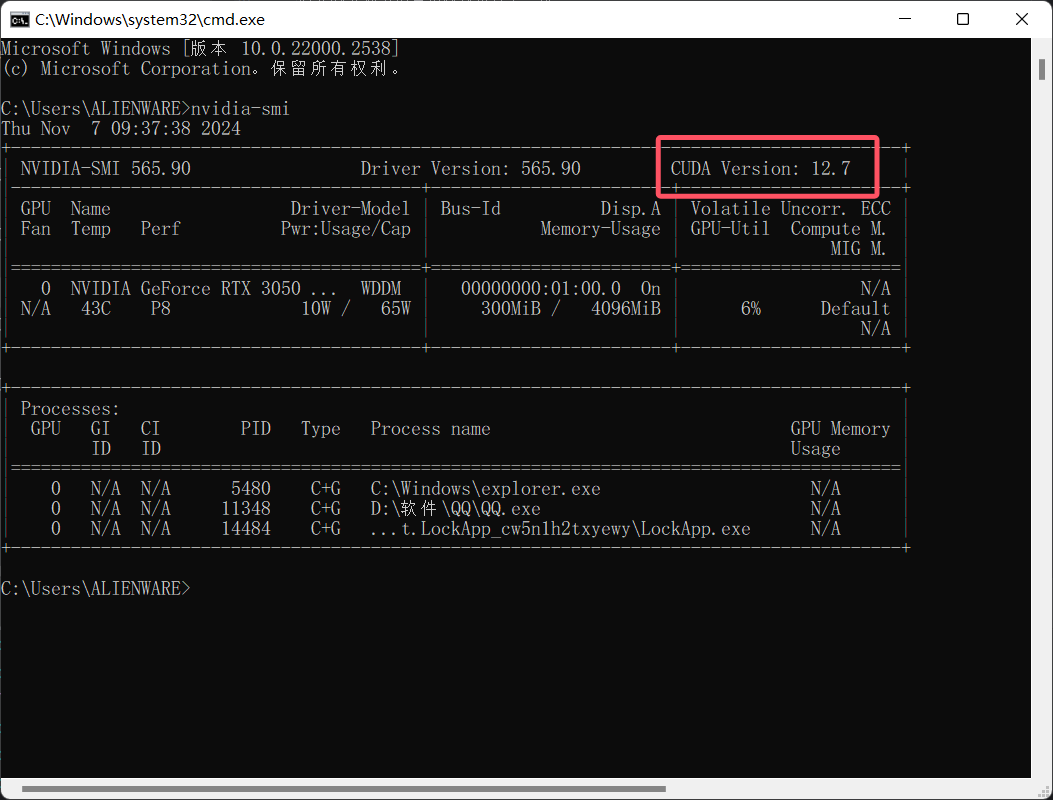 C:\Windows\system32\cmd.exe
Microsoft Windows [版本 10.0.22000.2538]
(c) Microsoft Corporation。保留所有权利。
C:\Users\ALIENWARE>nvidia-smi
Thu Nov  7 09:37:38 2024
NVIDIA-SMI 565.90 Driver Version: 565.90 CUDA Version: 12.7
GPU Name Driver-Model | Bus-Id Disp.A | Volatile Uncorr. ECC
Fan Temp Perf Pwr:Usage/Cap | Memory-Usage | GPU-Util Compute M.
MIG M.
0 NVIDIA GeForce RTX 3050 ... WDDM | 00000000:01:00.0 On | N/A
N/A 43C P8 10W / 65W | 300MiB / 4096MiB | 6% Default
N/A
Processes:
GPU GI CI PID Type Process name GPU Memory
ID ID Usage
0 N/A N/A 5480 C+G C:\Windows\explorer.exe N/A
0 N/A N/A 11348 C+G D:\软件\QQ\QQ.exe N/A
0 N/A N/A 14484 C+G ...t.LockApp_cw5n1h2txyewy\LockApp.exe N/A
C:\Users\ALIENWARE>